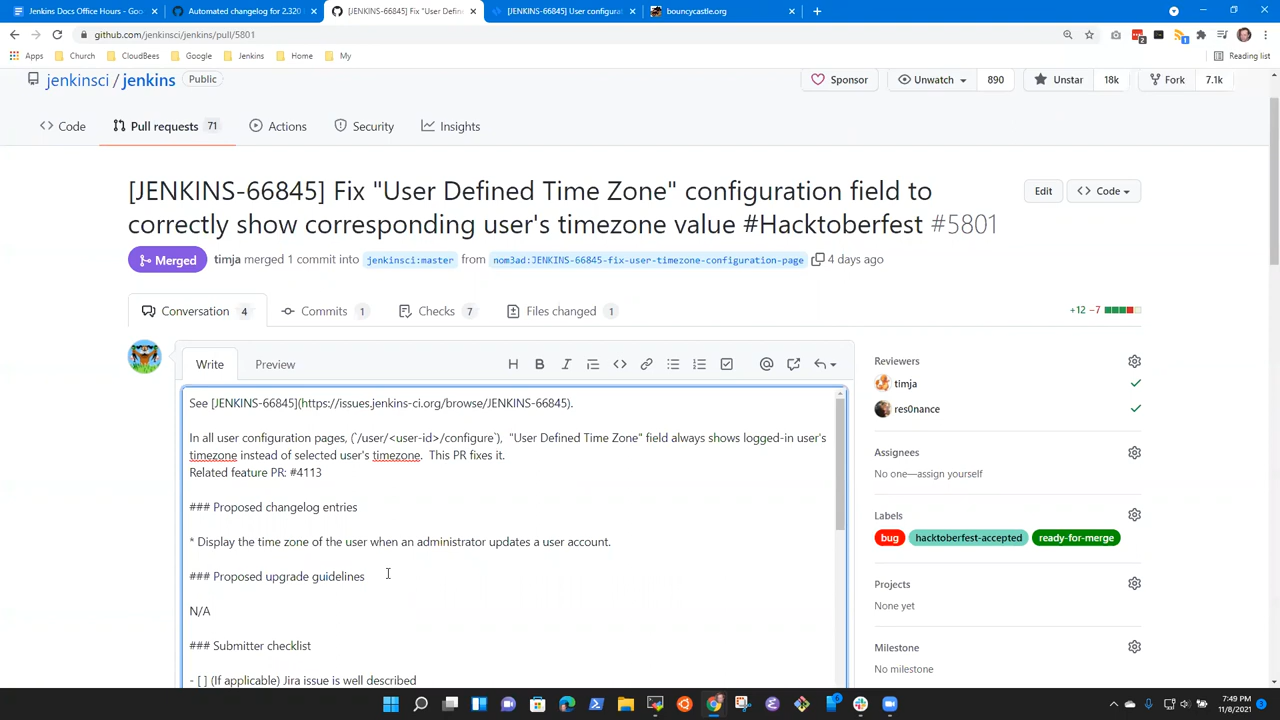 Jenkins Docs Office Hours - Goo
Automated changelog for 2.320
[JENKINS-66845] Fix "User Defin
[JENKINS-66845] User configurat
bouncycastle.org
github.com/jenkinsci/jenkins/pull/5801
Apps
Church
CloudBees
Google
Jenkins
Home
My
Reading list
jenkinsci / jenkins
Public
Sponsor
Unwatch
890
Unstar
18k
Fork
7.1k
Code
Pull requests 71
Actions
Security
Insights
[JENKINS-66845] Fix "User Defined Time Zone" configuration field to
correctly show corresponding user's timezone value #Hacktoberfest #5801
Edit
Code
Merged
timja merged 1 commit into jenkinsci:master from nom3ad:JENKINS-66845-fix-user-timezone-configuration-page 4 days ago
Conversation 4
Commits 1
Checks 7
Files changed 1
+12 −7
Write
Preview
See [JENKINS-66845](https://issues.jenkins-ci.org/browse/JENKINS-66845).
In all user configuration pages, (`/user/<user-id>/configure`), "User Defined Time Zone" field always shows logged-in user's
timezone instead of selected user's timezone. This PR fixes it.
Related feature PR: #4113
### Proposed changelog entries
* Display the time zone of the user when an administrator updates a user account.
### Proposed upgrade guidelines
N/A
### Submitter checklist
- [ ] (If applicable) Jira issue is well described
Reviewers
timja
res0nance
Assignees
No one—assign yourself
Labels
bug
hacktoberfest-accepted
ready-for-merge
Projects
None yet
Milestone
No milestone
7:49 PM
11/8/2021